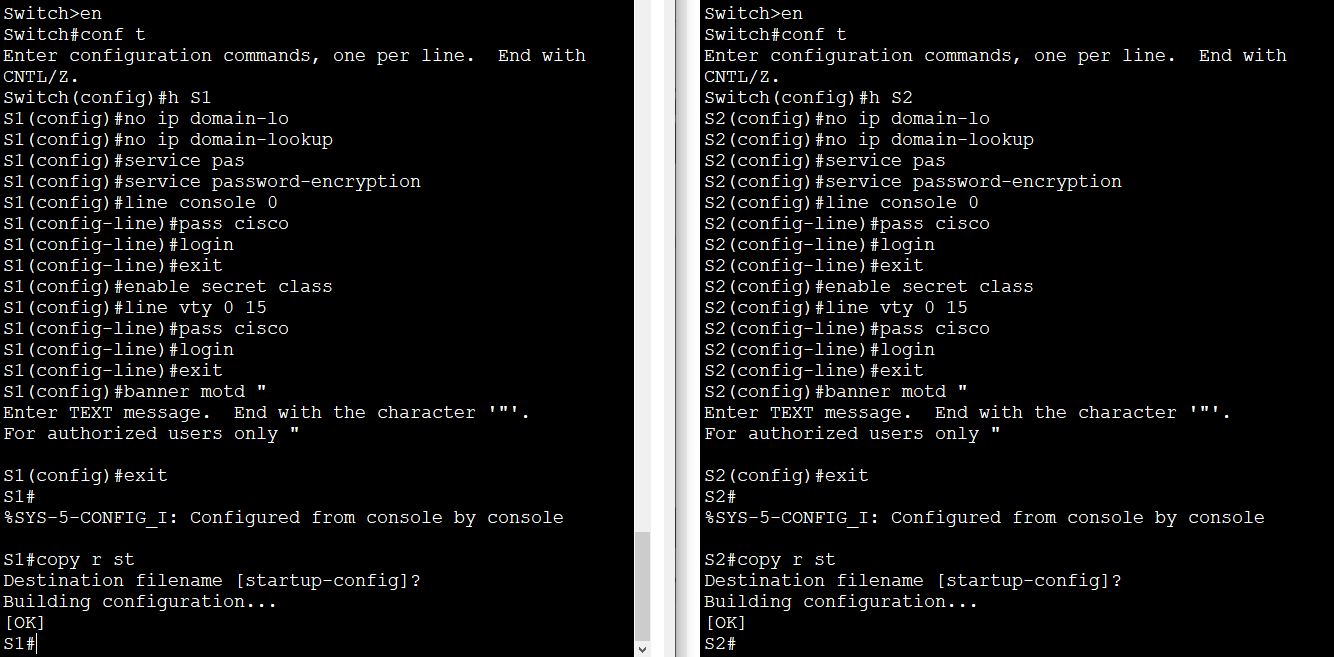 Switch>en
Switch#conf t
Enter configuration commands, one per line.  End with
CNTL/Z.
Switch(config)#h S1
S1(config)#no ip domain-lo
S1(config)#no ip domain-lookup
S1(config)#service pas
S1(config)#service password-encryption
S1(config)#line console 0
S1(config-line)#pass cisco
S1(config-line)#login
S1(config-line)#exit
S1(config)#enable secret class
S1(config)#line vty 0 15
S1(config-line)#pass cisco
S1(config-line)#login
S1(config-line)#exit
S1(config)#banner motd "
Enter TEXT message.  End with the character '"'.
For authorized users only "
S1(config)#exit
S1#
%SYS-5-CONFIG_I: Configured from console by console
S1#copy r st
Destination filename [startup-config]?
Building configuration...
[OK]
S1#
Switch>en
Switch#conf t
Enter configuration commands, one per line.  End with
CNTL/Z.
Switch(config)#h S2
S2(config)#no ip domain-lo
S2(config)#no ip domain-lookup
S2(config)#service pas
S2(config)#service password-encryption
S2(config)#line console 0
S2(config-line)#pass cisco
S2(config-line)#login
S2(config-line)#exit
S2(config)#enable secret class
S2(config)#line vty 0 15
S2(config-line)#pass cisco
S2(config-line)#login
S2(config-line)#exit
S2(config)#banner motd "
Enter TEXT message.  End with the character '"'.
For authorized users only "
S2(config)#exit
S2#
%SYS-5-CONFIG_I: Configured from console by console
S2#copy r st
Destination filename [startup-config]?
Building configuration...
[OK]
S2#